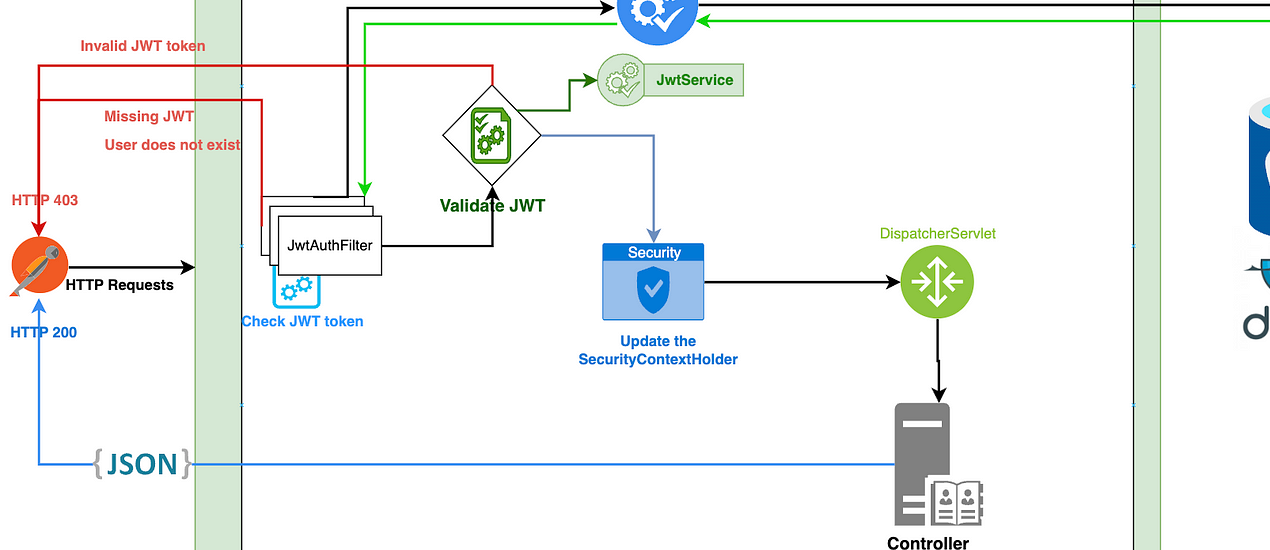 Invalid JWT token
JwtService
Missing JWT
User does not exist
HTTP 403
Validate JWT
DispatcherServlet
JwtAuthFilter
Security
HTTP Requests
Check JWT token
HTTP 200
Update the
SecurityContextHolder
{JSON}
Controller